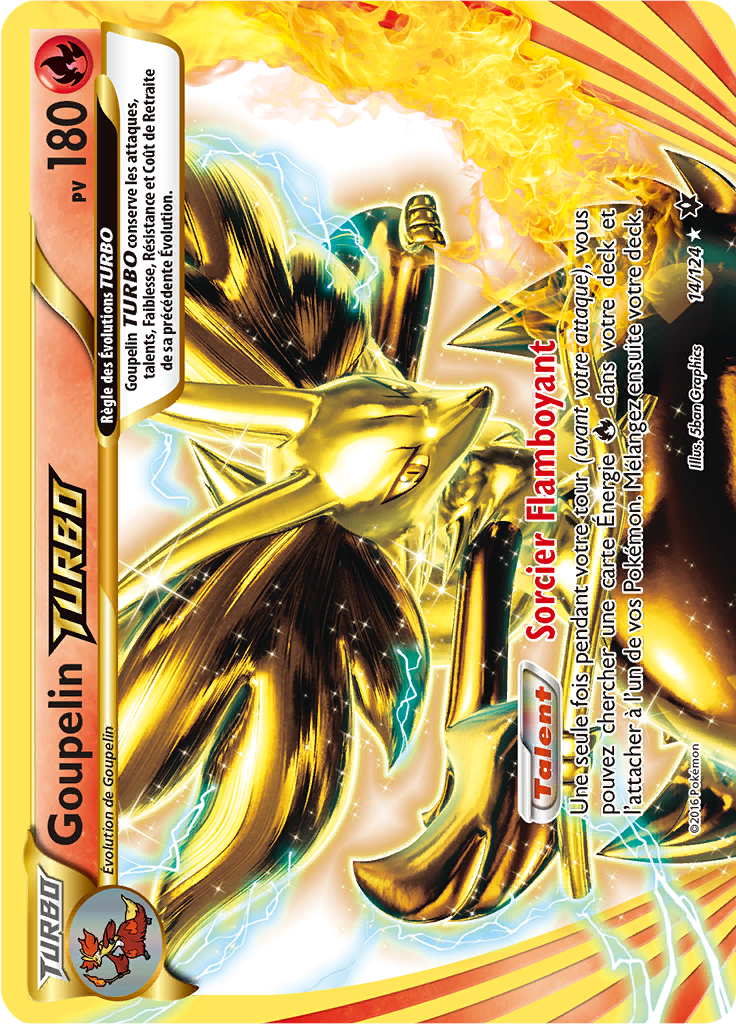 TURBO
Goupelin TURBO
PV 180
Évolution de Goupelin
Règle des Évolutions TURBO
Goupelin TURBO conserve les attaques,
talents, Faiblesse, Résistance et Coût de Retraite
de sa précédente Évolution.
Talent Sorcier Flamboyant
Une seule fois pendant votre tour (avant votre attaque), vous
pouvez chercher une carte Énergie dans votre deck et
l'attacher à l'un de vos Pokémon. Mélangez ensuite votre deck.
©2016 Pokémon
Illus. 5ban Graphics
14/124 ★